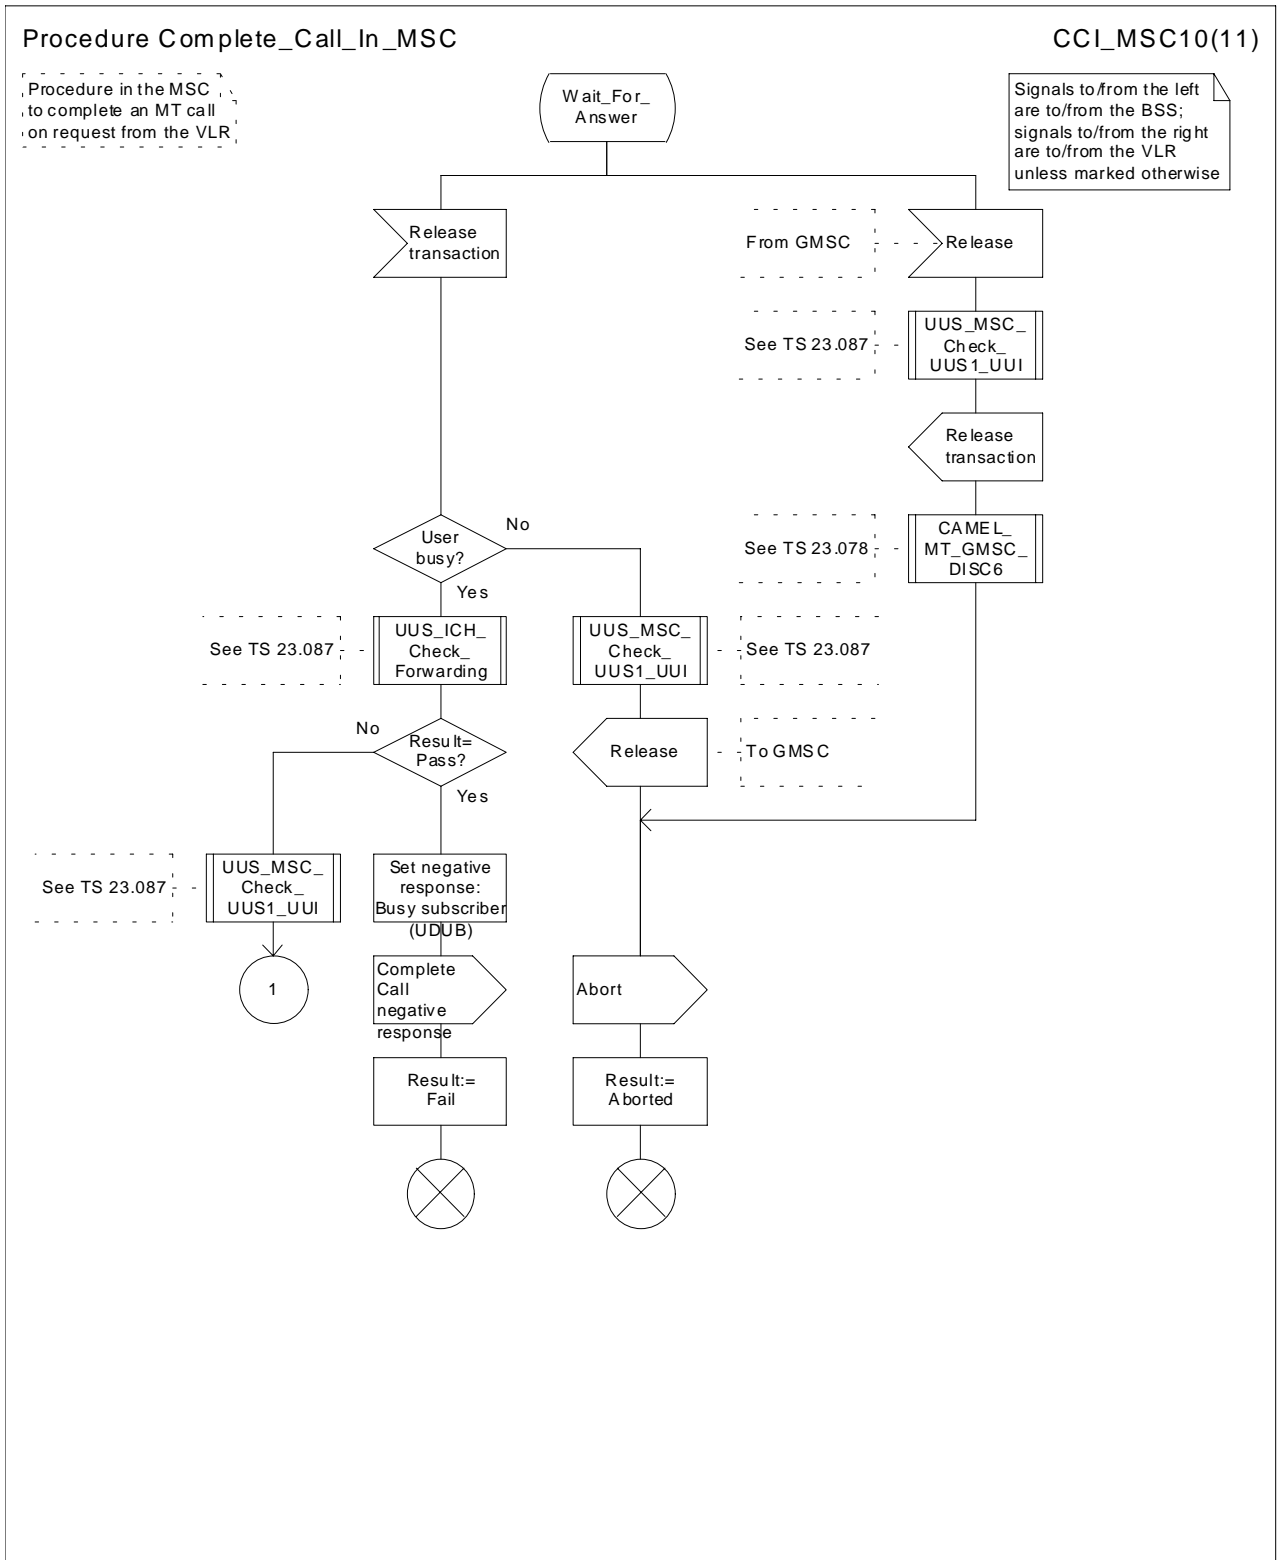 Procedure Complete_Call_In_MSC
CCI_MSC10(11)
Procedure in the MSC
to complete an MT call
on request from the VLR
Wait_For_
Answer
Signals to/from the left
are to/from the BSS;
signals to/from the right
are to/from the VLR
unless marked otherwise
Release
transaction
From GMSC
Release
See TS 23.087
UUS_MSC_
Check_
UUS1_UUI
Release
transaction
User
busy?
No
Yes
See TS 23.078
CAMEL_
MT_GMSC_
DISC6
See TS 23.087
UUS_ICH_
Check_
Forwarding
UUS_MSC_
Check_
UUS1_UUI
See TS 23.087
No
Result=
Pass?
Yes
Release
To GMSC
See TS 23.087
UUS_MSC_
Check_
UUS1_UUI
Set negative
response:
Busy subscriber
(UDUB)
1
Complete
Call
negative
response
Abort
Result:=
Fail
Result:=
Aborted